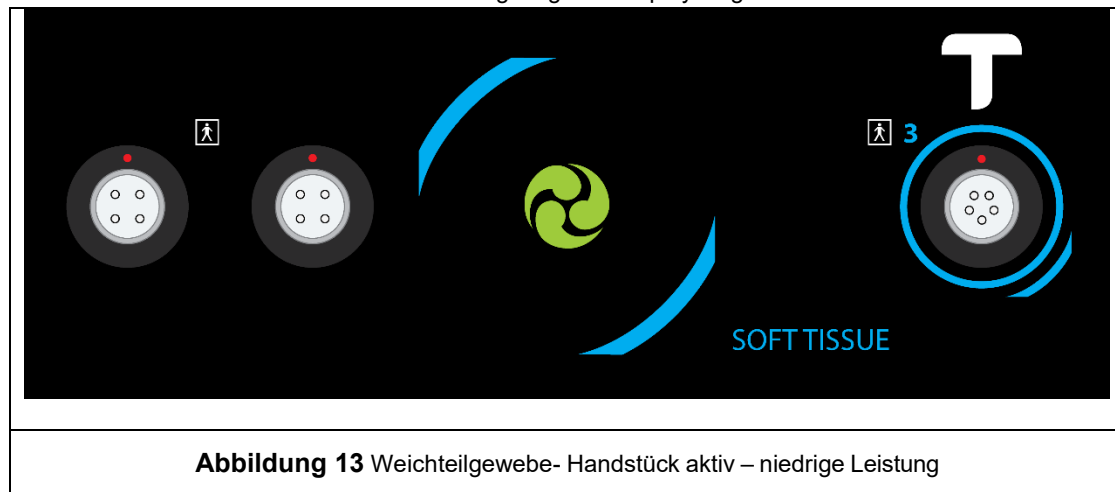 3
SOFT TISSUE
Abbildung 13 Weichteilgewebe- Handstück aktiv – niedrige Leistung